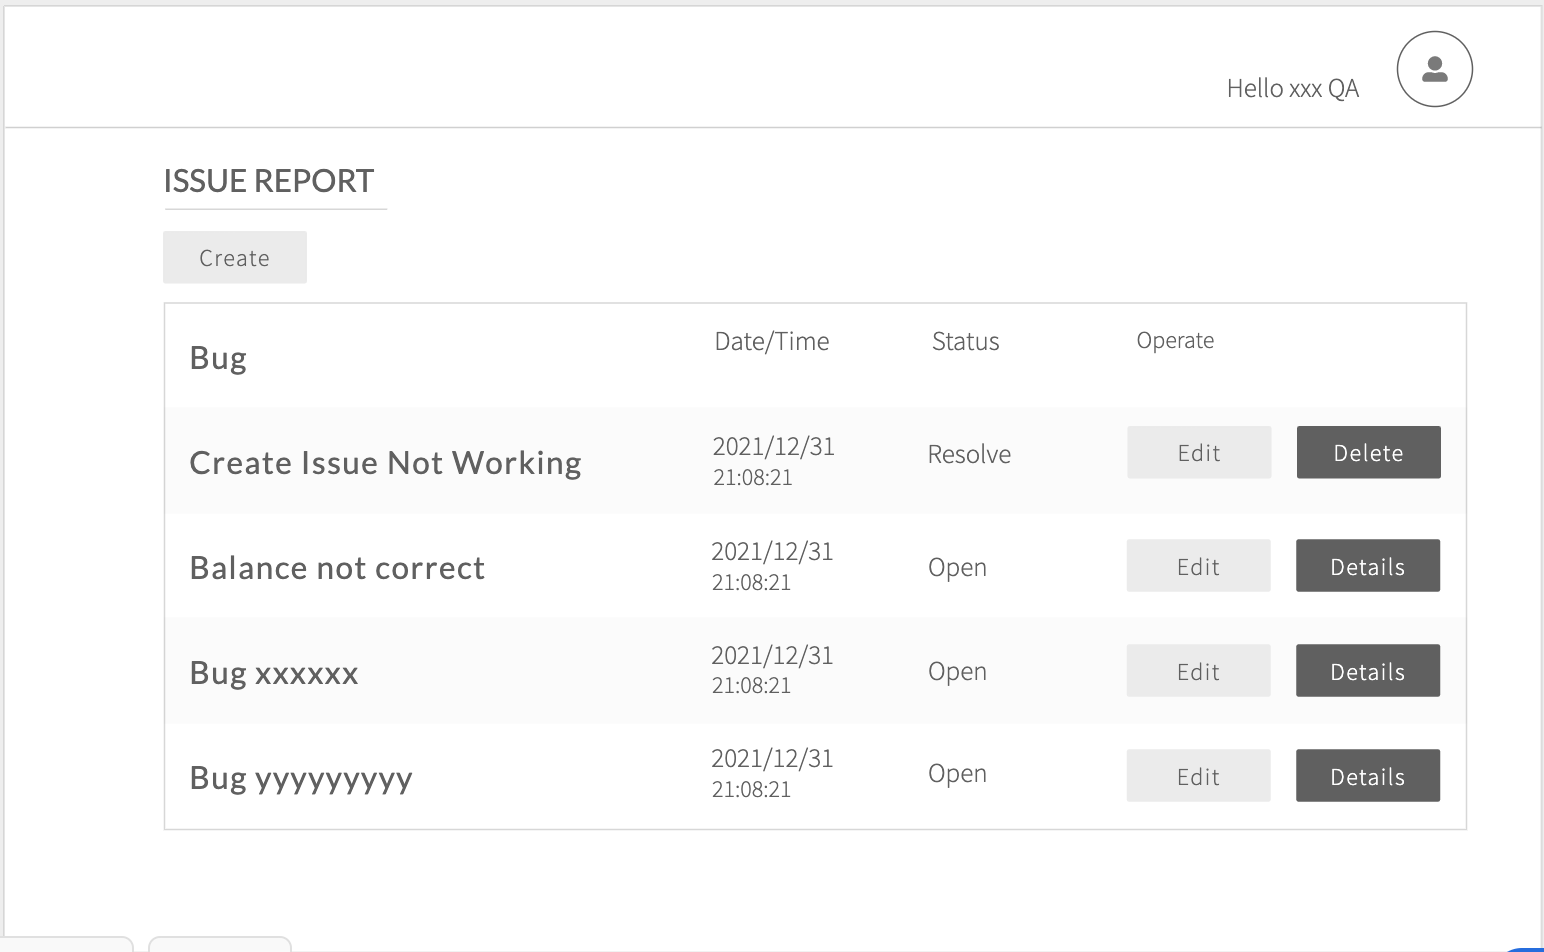 Hello xxx QA
ISSUE REPORT
Create
Bug Date/Time Status Operate
Create Issue Not Working 2021/12/31 Resolve Edit Delete
21:08:21
Balance not correct 2021/12/31 Open Edit Details
21:08:21
Bug xxxxxx 2021/12/31 Open Edit Details
21:08:21
Bug yyyyyyyyy 2021/12/31 Open Edit Details
21:08:21